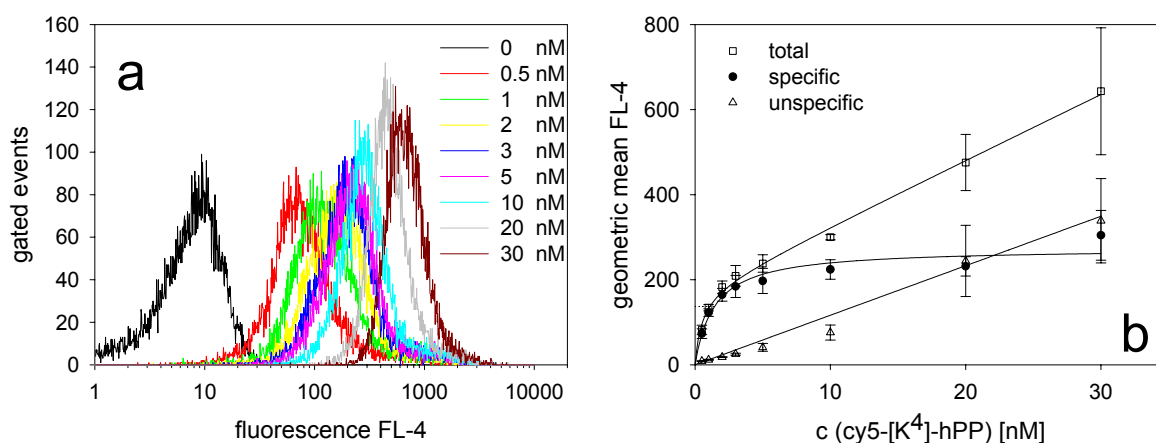 a
gated events
160
140
120
100
80
60
40
20
0
1 10 100 1000 10000
fluorescence FL-4
0 nM
0.5 nM
1 nM
2 nM
3 nM
5 nM
10 nM
20 nM
30 nM
b
geometric mean FL-4
800
600
400
200
0
0 10 20 30
c (cy5-[K⁴]-hPP) [nM]
total
specific
unspecific